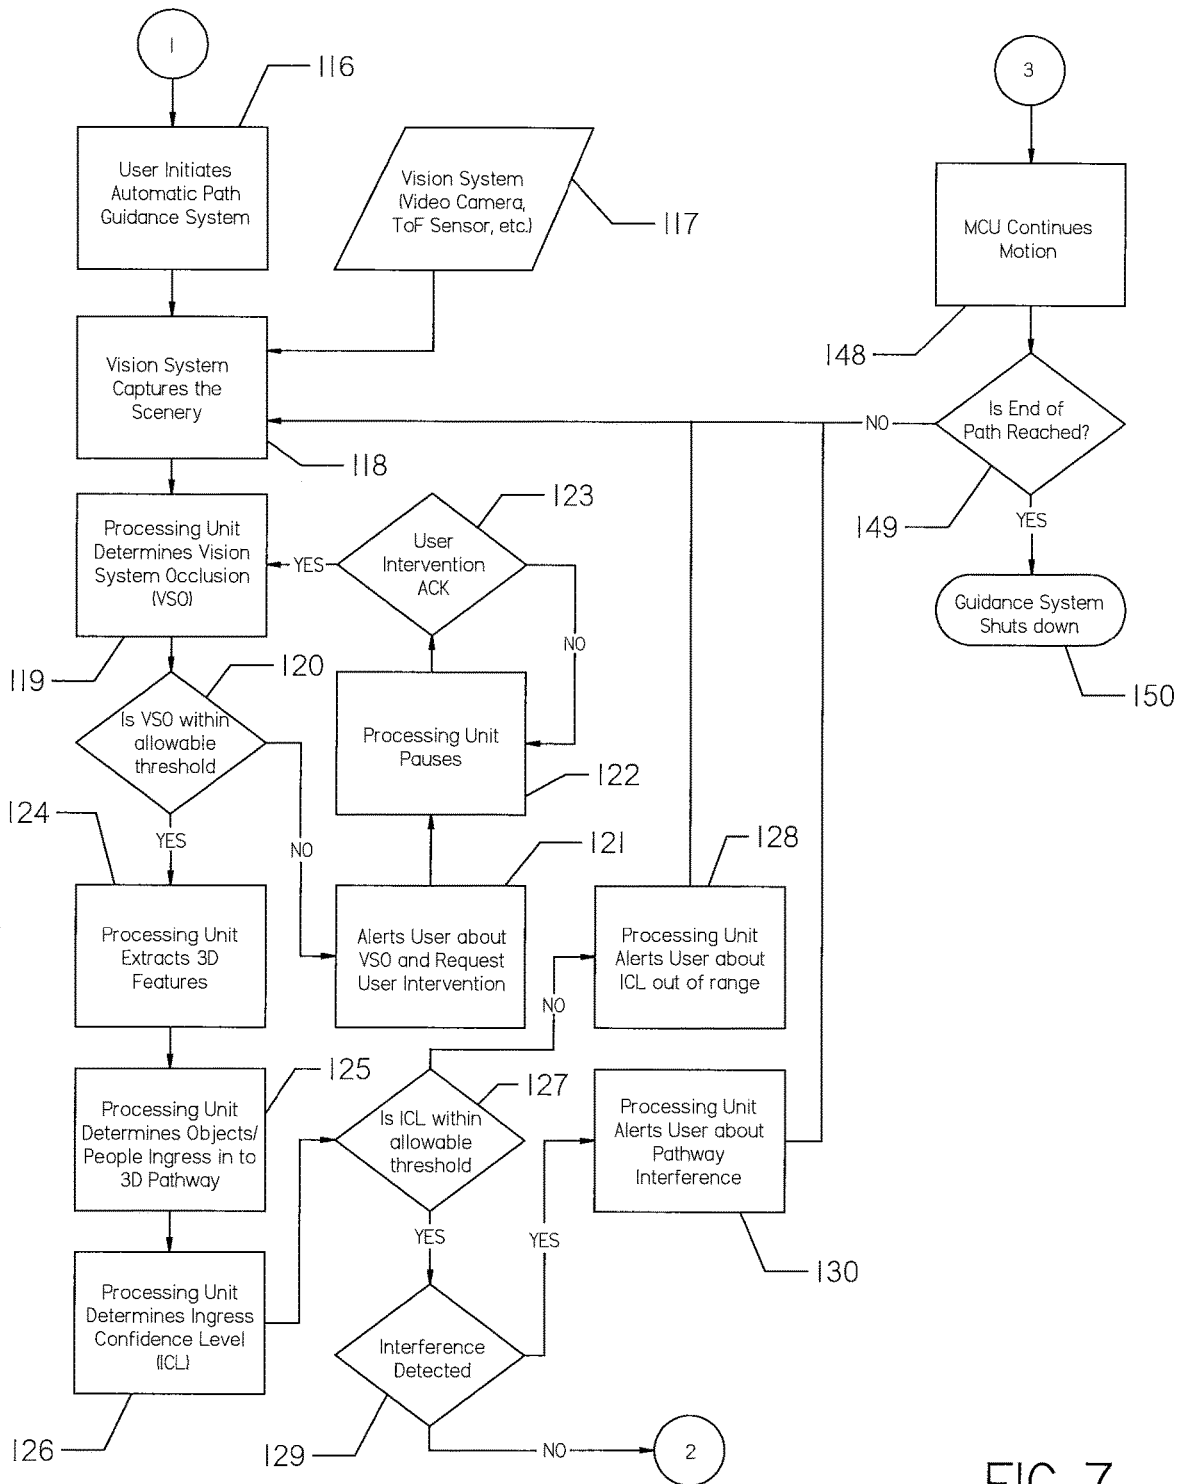 1
116
User Initiates
Automatic Path
Guidance System
Vision System
(Video Camera,
ToF Sensor, etc.)
117
Vision System
Captures the
Scenery
118
Processing Unit
Determines Vision
System Occlusion
(VSO)
119
Is VSO within
allowable
threshold
120
YES
NO
124
Processing Unit
Extracts 3D
Features
Processing Unit
Determines Objects/
People Ingress in to
3D Pathway
125
Processing Unit
Determines Ingress
Confidence Level
(ICL)
126
User
Intervention
ACK
123
YES
NO
Processing Unit
Pauses
122
Alerts User about
VSO and Request
User Intervention
121
Is ICL within
allowable
threshold
127
NO
YES
Processing Unit
Alerts User about
ICL out of range
128
Interference
Detected
129
YES
NO
Processing Unit
Alerts User about
Pathway
Interference
130
2
3
MCU Continues
Motion
148
Is End of
Path Reached?
149
NO
YES
Guidance System
Shuts down
150
FIG. 7